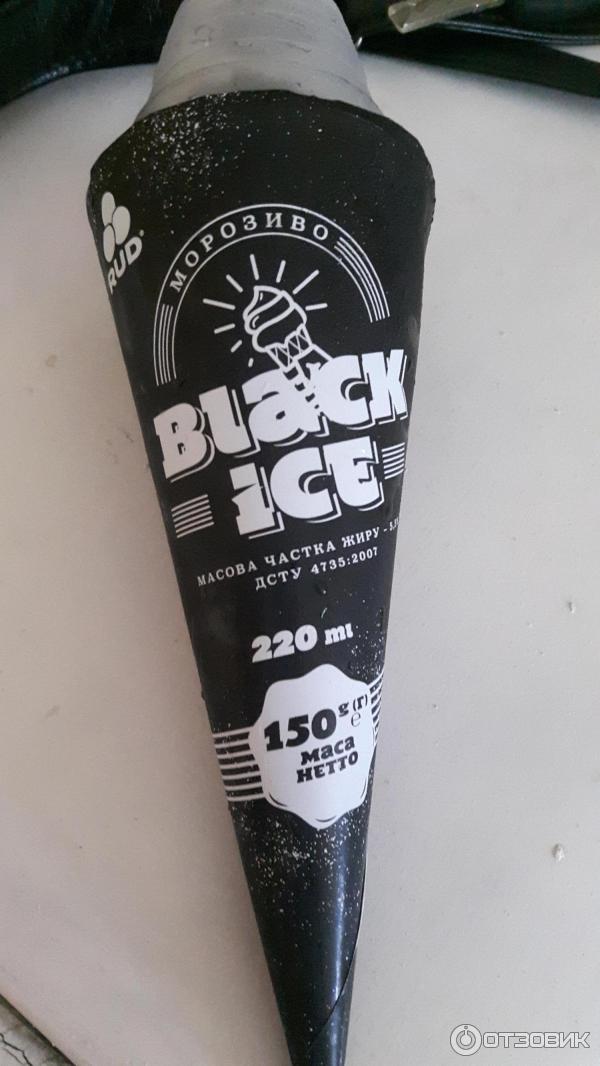 RUD
МОРОЗИВО
Black
ICE
МАСОВА ЧАСТКА ЖИРУ -
ДСТУ 4735:2007
220 ml
150 g (г)
℮
маса
нетто
ОТЗОВИК